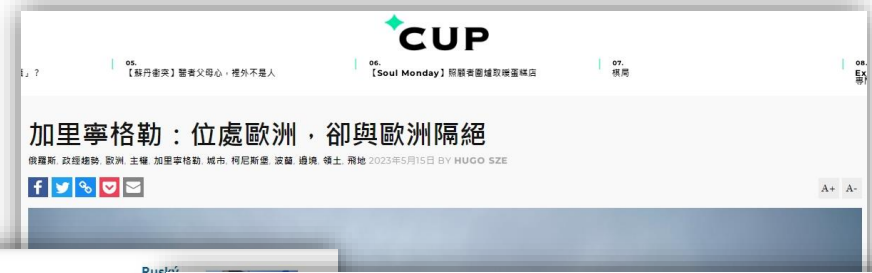 CUP
05.
【蘇丹衝突】醫者父母心，裡外不是人
06.
【Soul Monday】照顧者圍爐取暖蛋糕店
07.
棋局
08.
Ex
加里寧格勒：位處歐洲，卻與歐洲隔絕
俄羅斯, 政經趨勢, 歐洲, 主權, 加里寧格勒, 城市, 柯尼斯堡, 波蘭, 邊境, 領土, 飛地 2023年5月15日 BY HUGO SZE
A+ A-